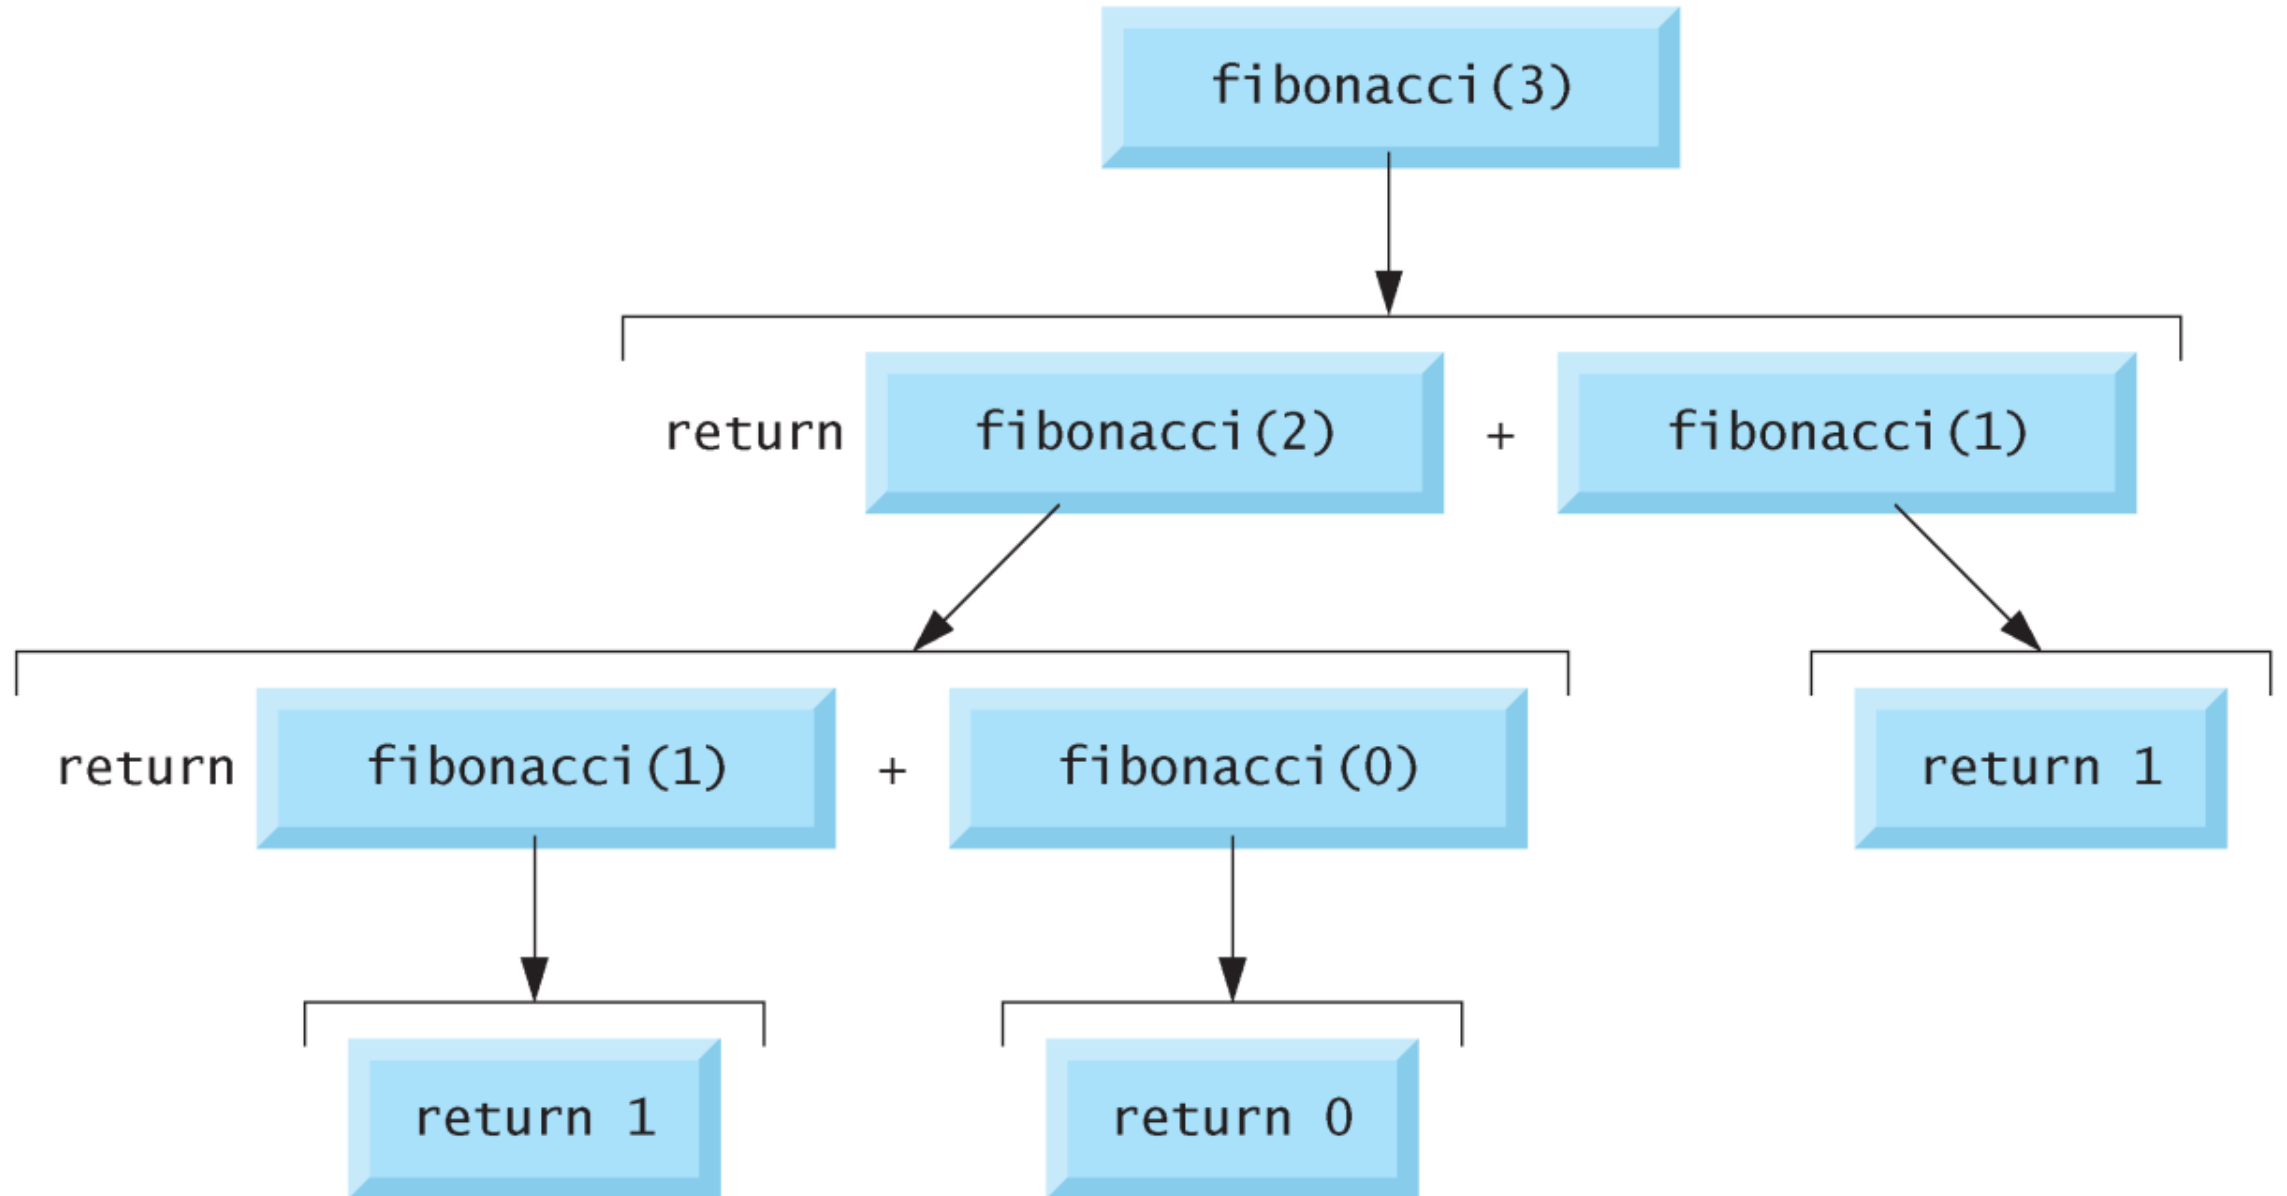 fibonacci(3)
return fibonacci(2) + fibonacci(1)
return fibonacci(1) + fibonacci(0) return 1
return 1 return 0